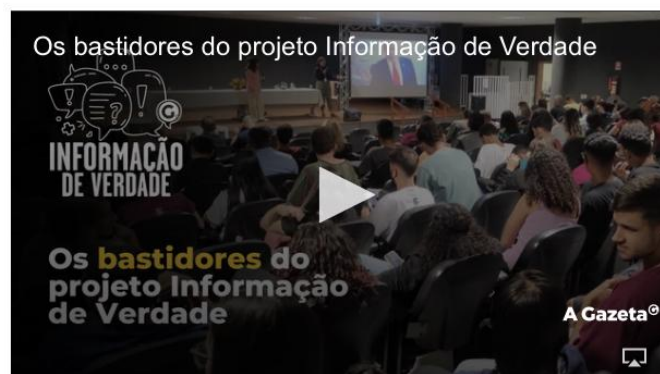 Os bastidores do projeto Informação de Verdade
INFORMAÇÃO
DE VERDADE
Os bastidores do
projeto Informação
de Verdade
A Gazeta